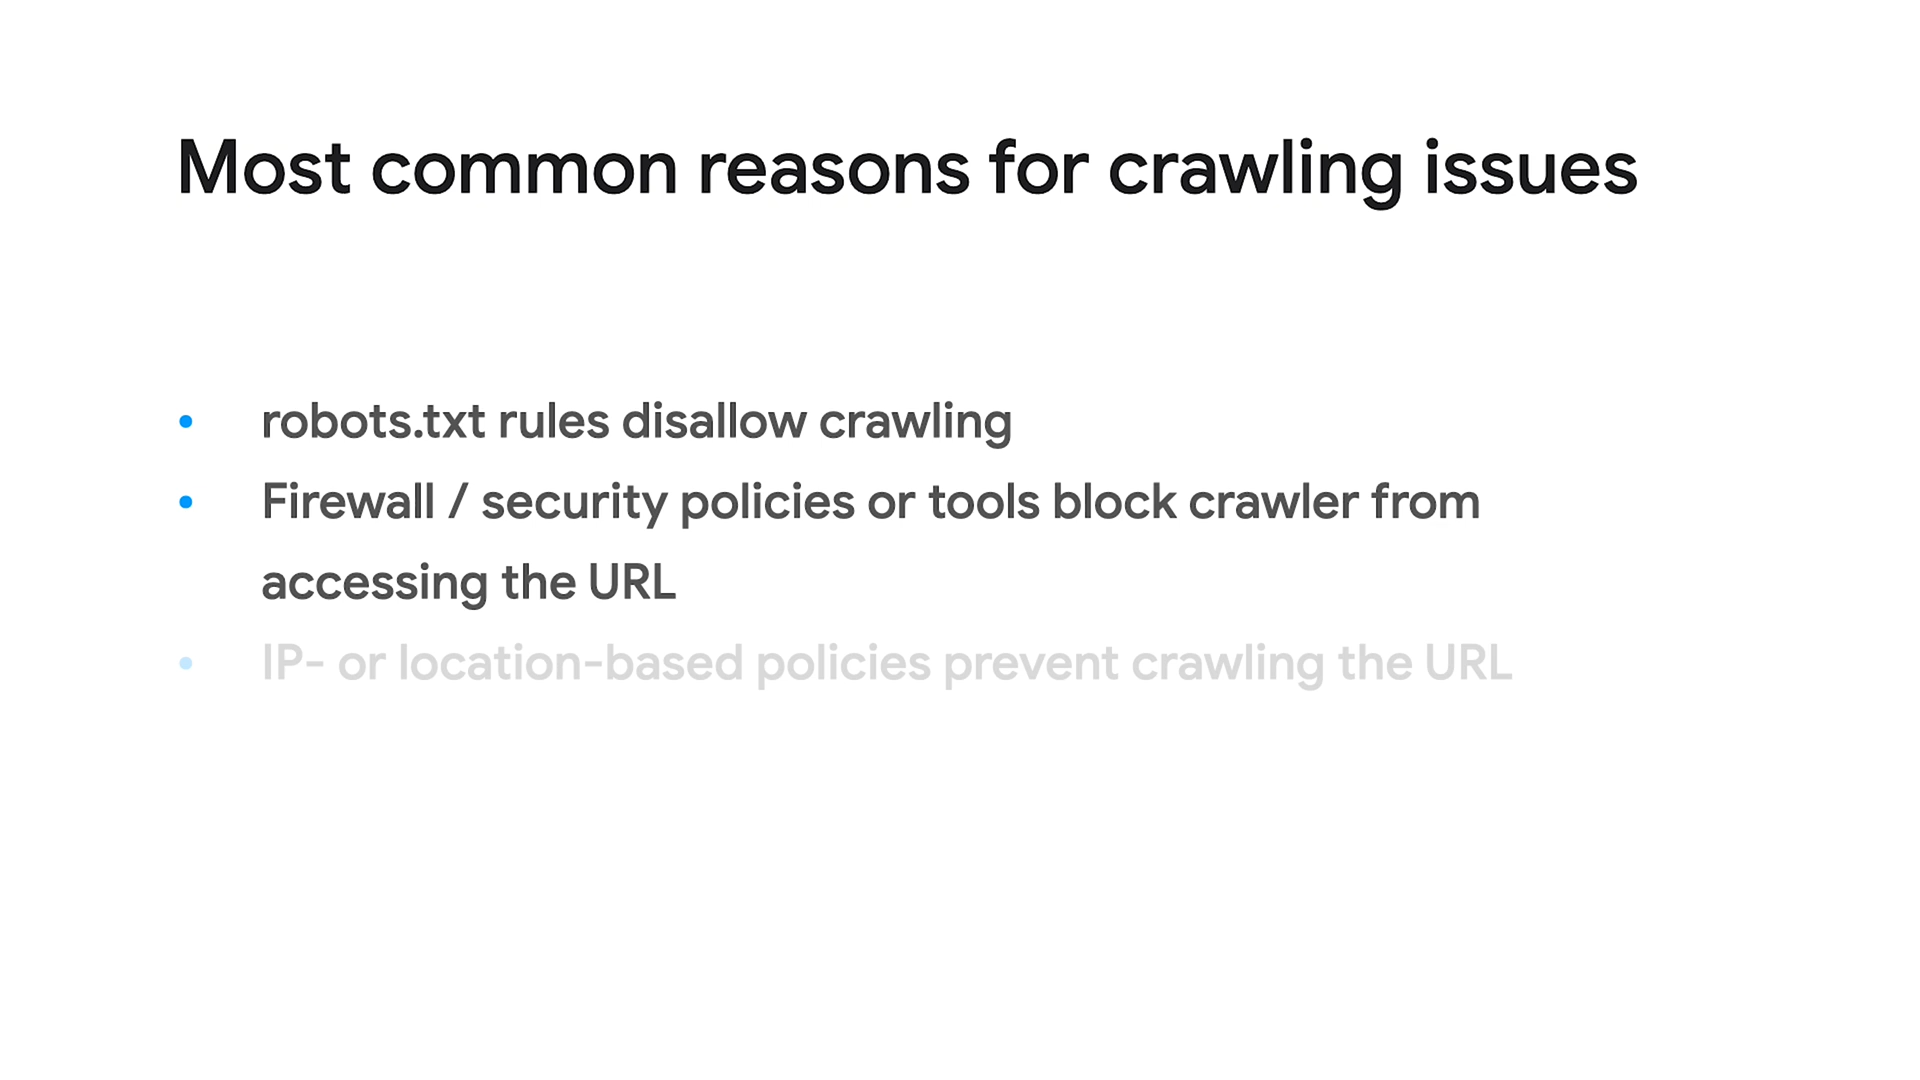 Most common reasons for crawling issues
• robots.txt rules disallow crawling
• Firewall / security policies or tools block crawler from
accessing the URL
• IP- or location-based policies prevent crawling the URL